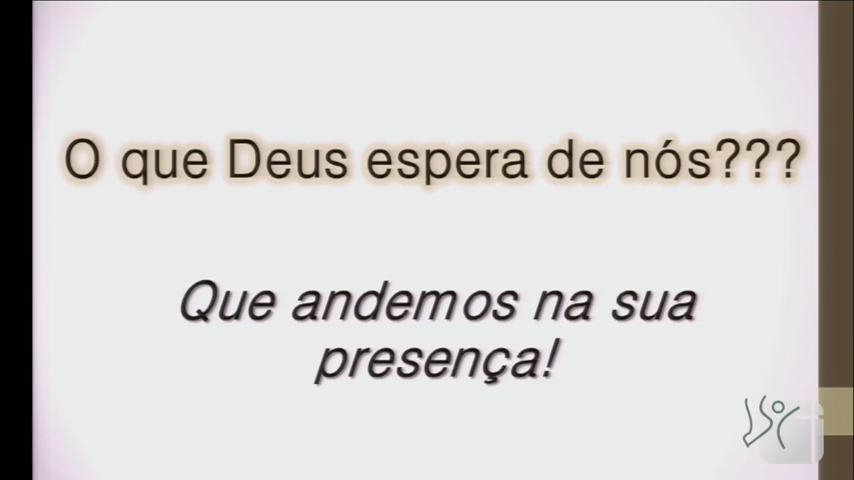 O que Deus espera de nós???
Que andemos na sua
presença!